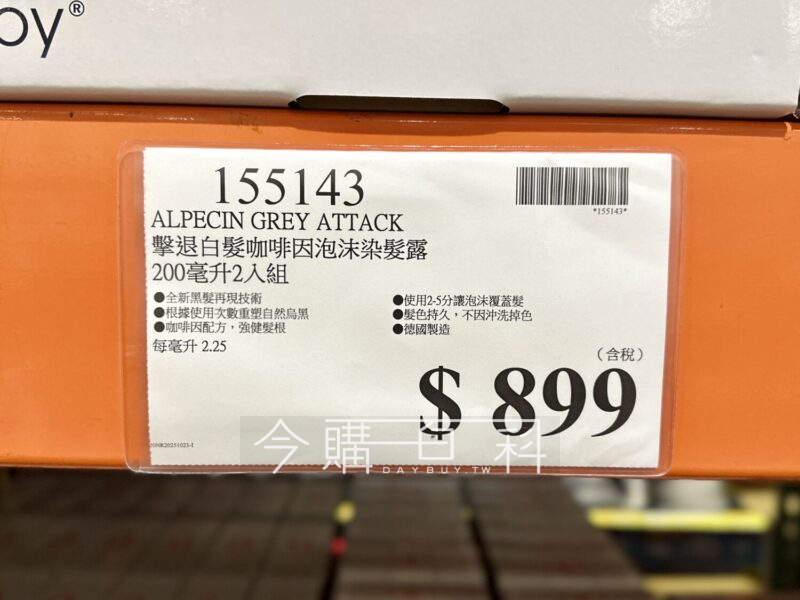 oy®
155143
*155143*
ALPECIN GREY ATTACK
擊退白髮咖啡因泡沫染髮露
200毫升2入組
●全新黑髮再現技術
●根據使用次數重塑自然烏黑
●咖啡因配方，強健髮根
●使用2-5分讓泡沫覆蓋髮
●髮色持久，不因沖洗掉色
●德國製造
每毫升 2.25
（含稅）
$ 899
今購百科
DAYBUY.TW